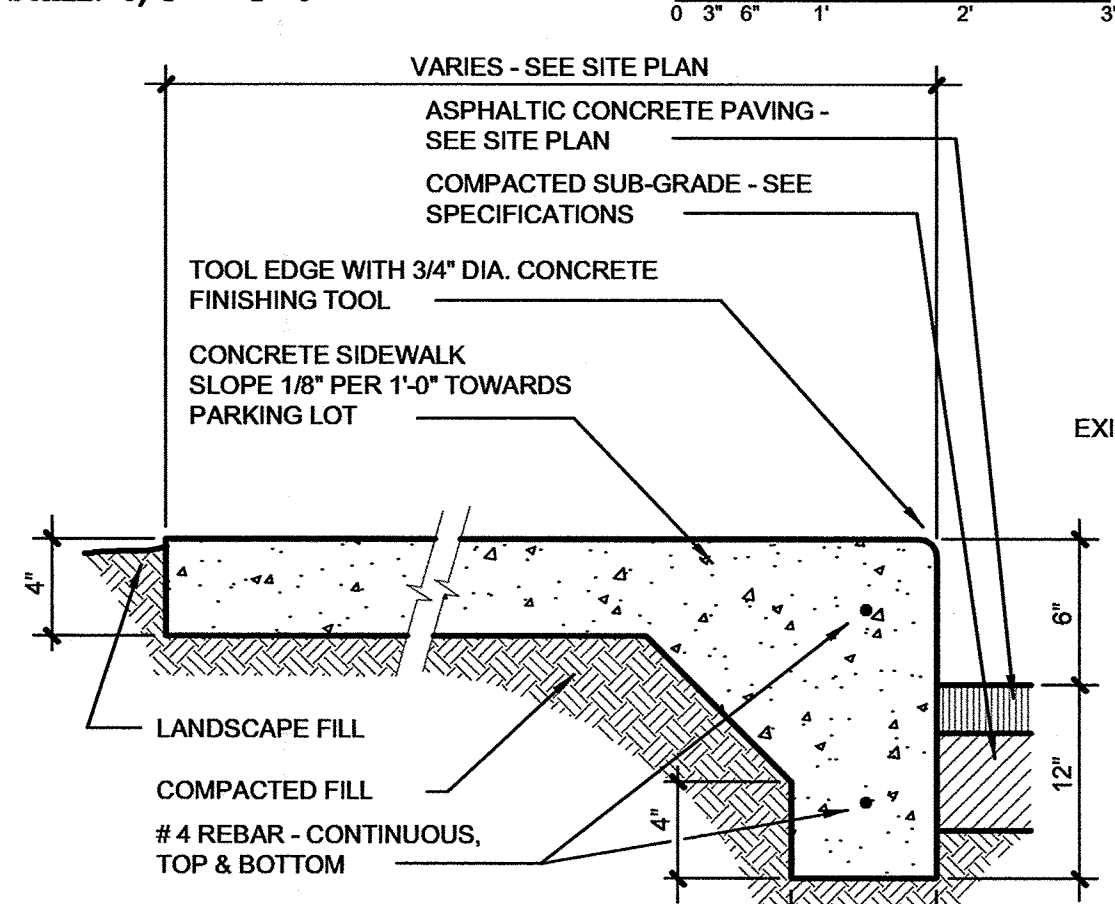 0 3" 6" 1' 2' 3'
VARIES - SEE SITE PLAN
ASPHALTIC CONCRETE PAVING -
SEE SITE PLAN
COMPACTED SUB-GRADE - SEE
SPECIFICATIONS
TOOL EDGE WITH 3/4" DIA. CONCRETE
FINISHING TOOL
CONCRETE SIDEWALK
SLOPE 1/8" PER 1'-0" TOWARDS
PARKING LOT
EXI
4"
6"
LANDSCAPE FILL
COMPACTED FILL
12"
4"
# 4 REBAR - CONTINUOUS,
TOP & BOTTOM